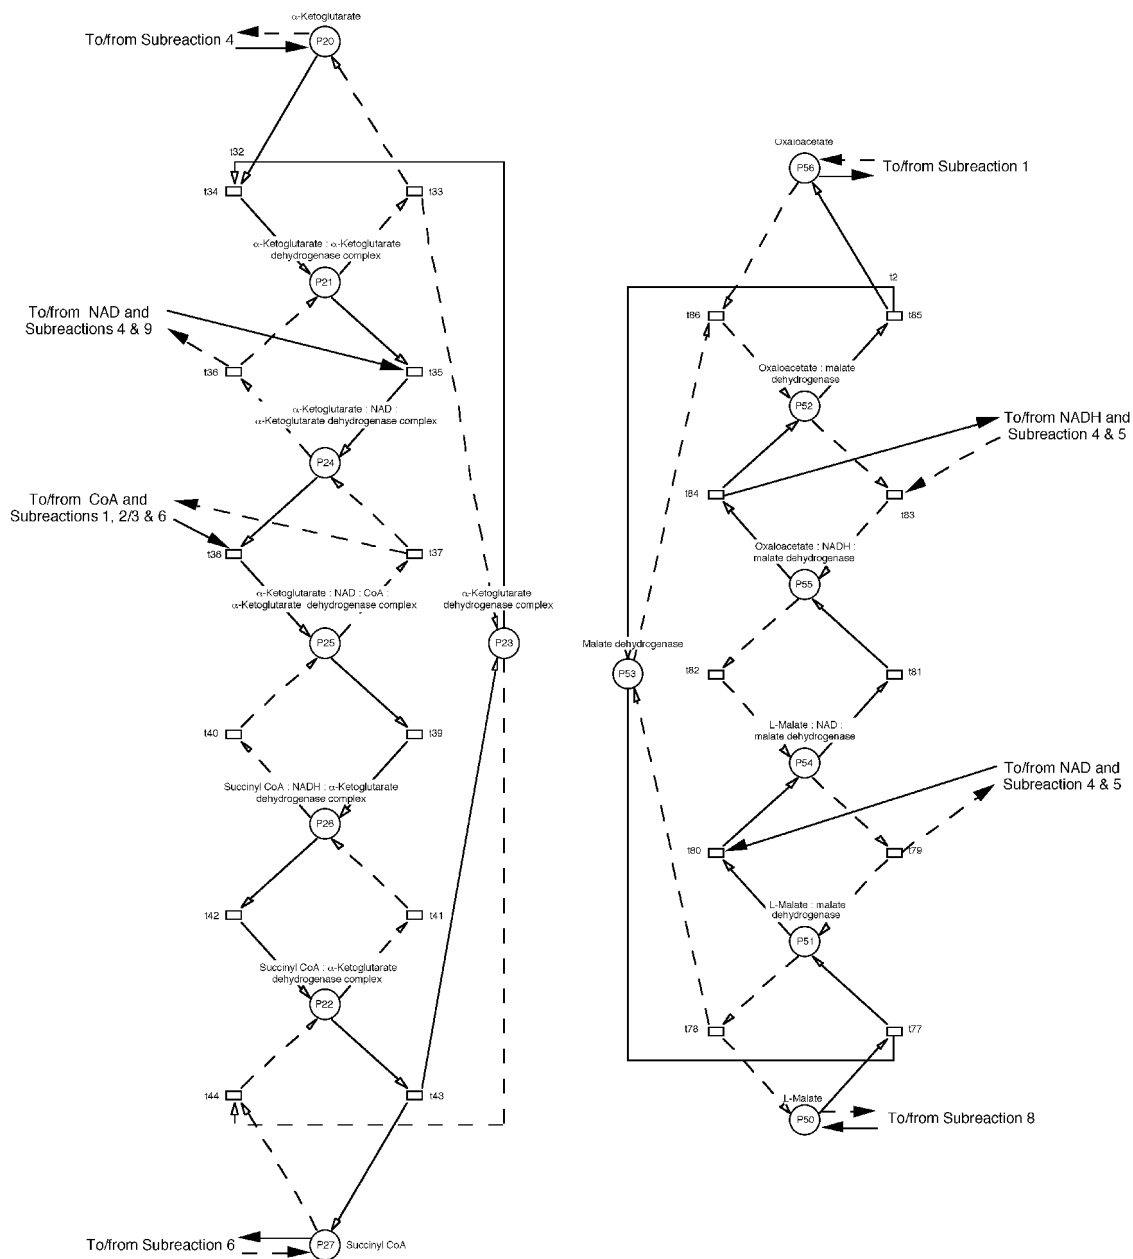 α-Ketoglutarate
To/from Subreaction 4
P20
t32
t34
t33
α-Ketoglutarate : α-Ketoglutarate
dehydrogenase complex
P21
To/from NAD and
Subreactions 4 & 9
t36
t35
α-Ketoglutarate : NAD :
α-Ketoglutarate dehydrogenase complex
P24
To/from CoA and
Subreactions 1, 2/3 & 6
t38
t37
α-Ketoglutarate : NAD : CoA :
α-Ketoglutarate dehydrogenase complex
α-Ketoglutarate
dehydrogenase complex
P25
P23
t40
t39
Succinyl CoA : NADH : α-Ketoglutarate
dehydrogenase complex
P26
t42
t41
Succinyl CoA : α-Ketoglutarate
dehydrogenase complex
P22
t44
t43
To/from Subreaction 6
P27
Succinyl CoA
Oxaloacetate
P56
To/from Subreaction 1
t2
t86
t85
Oxaloacetate : malate
dehydrogenase
P52
To/from NADH and
Subreaction 4 & 5
t84
t83
Oxaloacetate : NADH :
malate dehydrogenase
P55
Malate dehydrogenase
P53
t82
t81
L-Malate : NAD :
malate dehydrogenase
P54
To/from NAD and
Subreaction 4 & 5
t80
t79
L-Malate : malate
dehydrogenase
P51
t78
t77
L-Malate
P50
To/from Subreaction 8